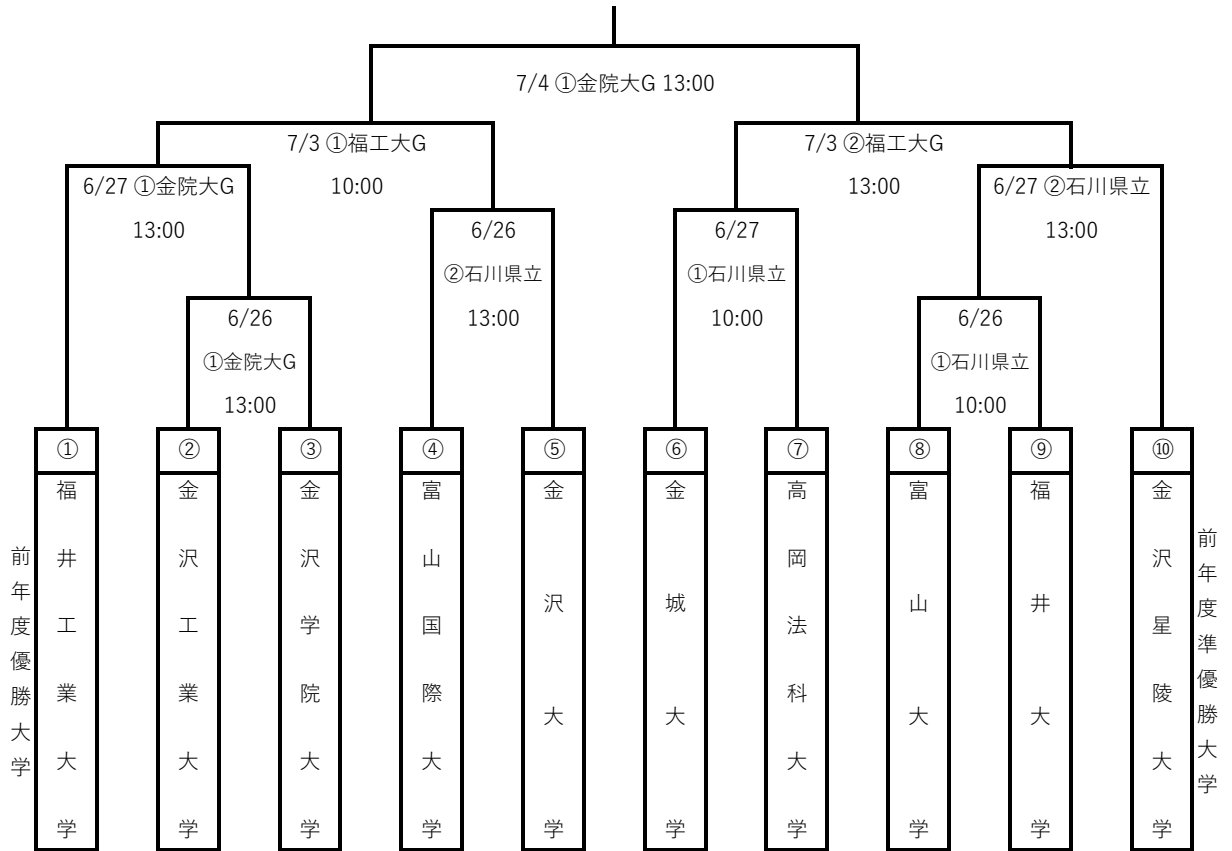 7/4 ①金院大G 13:00
7/3 ①福工大G
10:00
7/3 ②福工大G
13:00
6/27 ①金院大G
13:00
6/27 ②石川県立
13:00
6/26
②石川県立
13:00
6/27
①石川県立
10:00
6/26
①金院大G
13:00
6/26
①石川県立
10:00
①
②
③
④
⑤
⑥
⑦
⑧
⑨
⑩
前年度優勝大学
福井工業大学
金沢工業大学
金沢学院大学
富山国際大学
金沢大学
金城大学
高岡法科大学
富山大学
福井大学
金沢星陵大学
前年度準優勝大学